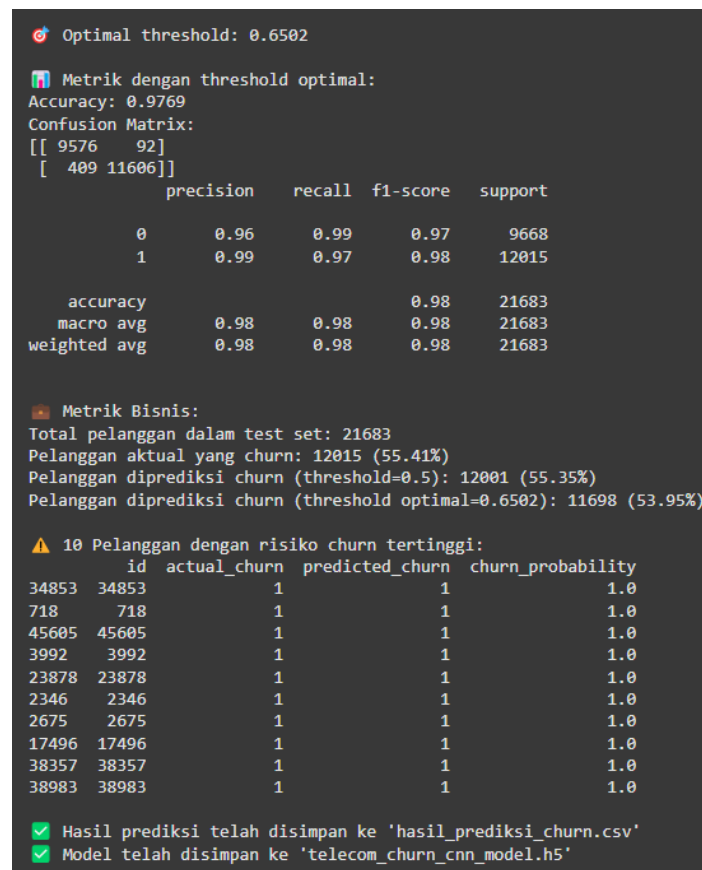 🎯 Optimal threshold: 0.6502
📊 Metrik dengan threshold optimal:
Accuracy: 0.9769
Confusion Matrix:
[[ 9576    92]
 [  409 11606]]
              precision    recall  f1-score   support
           0       0.96      0.99      0.97      9668
           1       0.99      0.97      0.98     12015
    accuracy                           0.98     21683
   macro avg       0.98      0.98      0.98     21683
weighted avg       0.98      0.98      0.98     21683
💼 Metrik Bisnis:
Total pelanggan dalam test set: 21683
Pelanggan aktual yang churn: 12015 (55.41%)
Pelanggan diprediksi churn (threshold=0.5): 12001 (55.35%)
Pelanggan diprediksi churn (threshold optimal=0.6502): 11698 (53.95%)
⚠️ 10 Pelanggan dengan risiko churn tertinggi:
          id  actual_churn  predicted_churn  churn_probability
34853  34853             1                1                1.0
718      718             1                1                1.0
45605  45605             1                1                1.0
3992    3992             1                1                1.0
23878  23878             1                1                1.0
2346    2346             1                1                1.0
2675    2675             1                1                1.0
17496  17496             1                1                1.0
38357  38357             1                1                1.0
38983  38983             1                1                1.0
✅ Hasil prediksi telah disimpan ke 'hasil_prediksi_churn.csv'
✅ Model telah disimpan ke 'telecom_churn_cnn_model.h5'